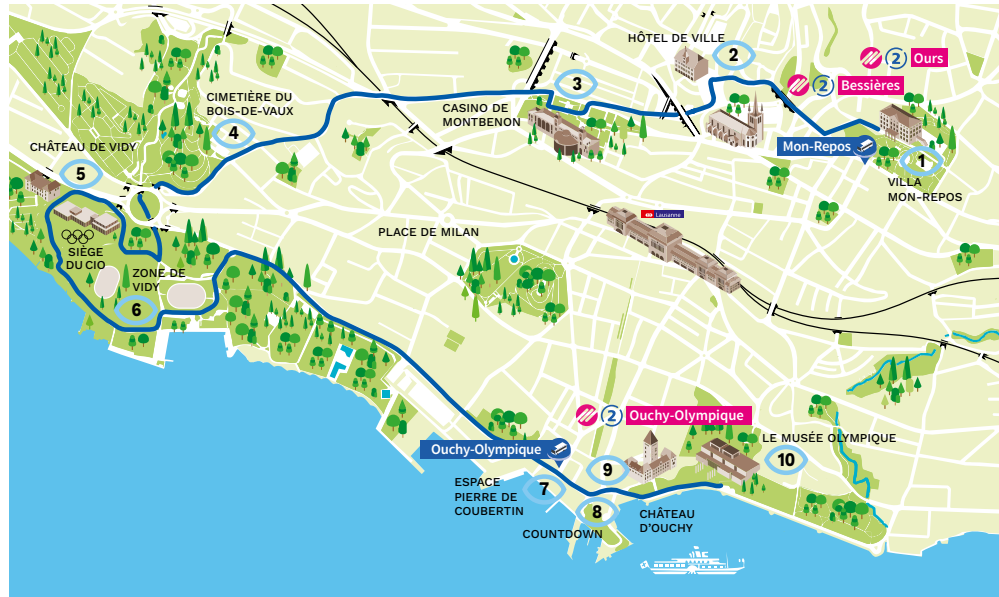 HÔTEL DE VILLE
2
2 Ours
2 Bessières
3
CASINO DE
MONTBENON
CIMETIÈRE DU
BOIS-DE-VAUX
4
CHÂTEAU DE VIDY
5
Mon-Repos
1
VILLA
MON-REPOS
Lausanne
PLACE DE MILAN
SIÈGE
DU CIO
ZONE DE
VIDY
6
2 Ouchy-Olympique
Ouchy-Olympique
LE MUSÉE OLYMPIQUE
10
9
ESPACE
PIERRE DE
COUBERTIN
7
8
COUNTDOWN
CHÂTEAU
D'OUCHY